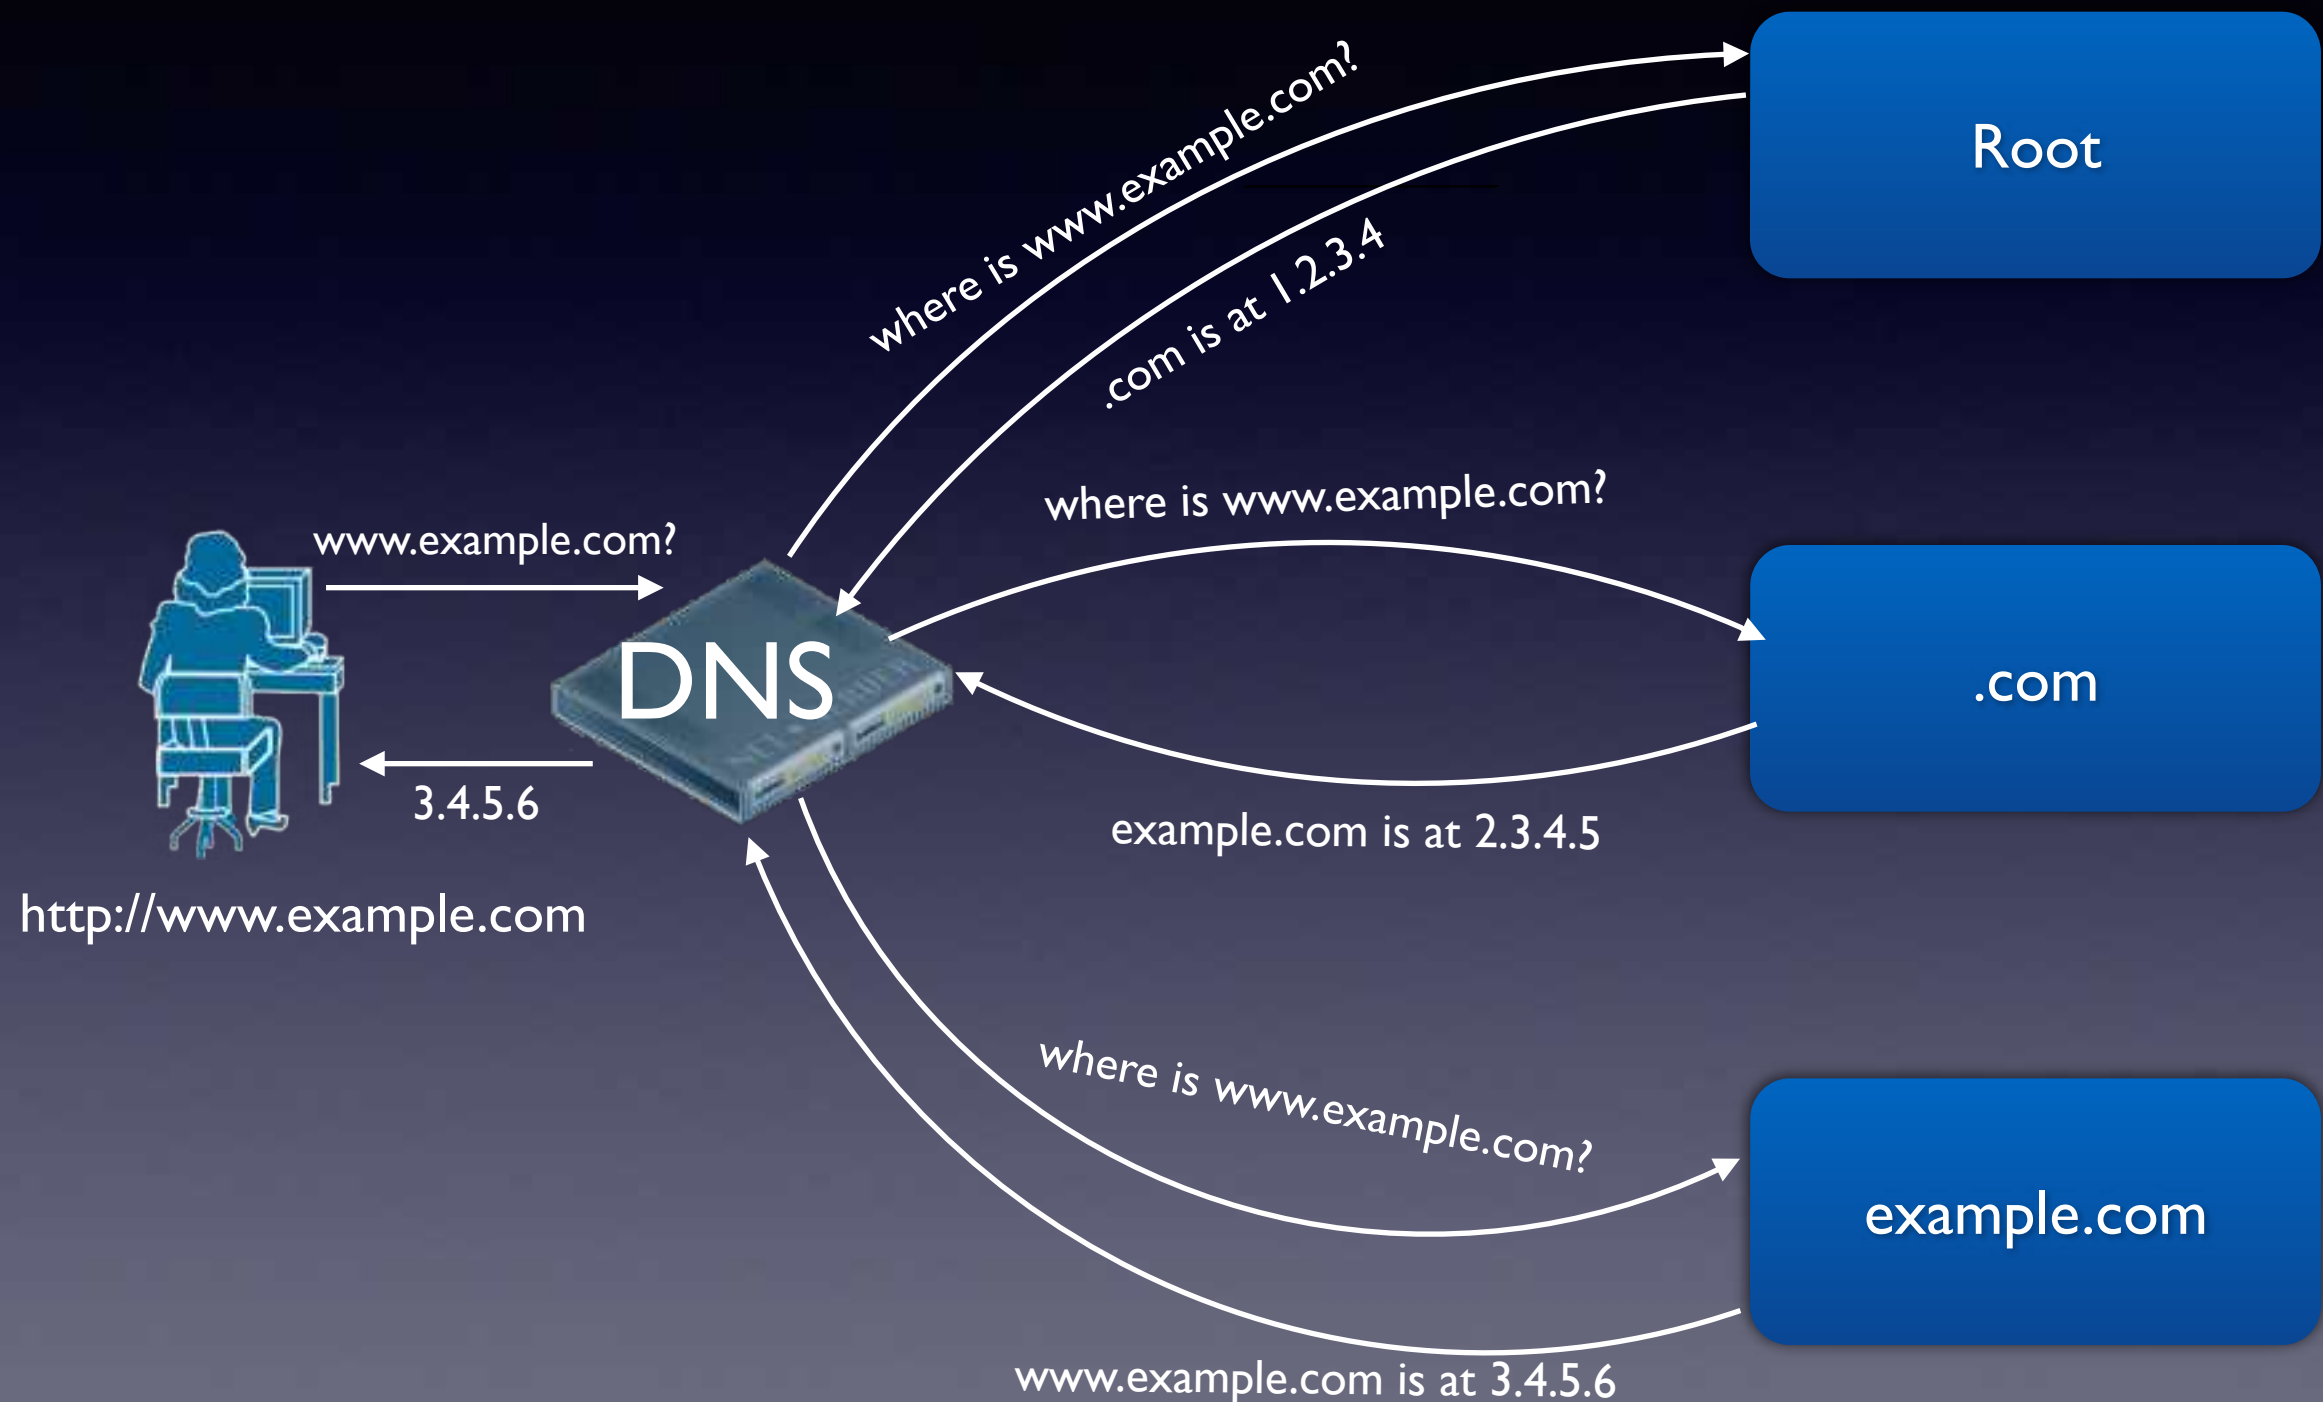 where is www.example.com?
Root
.com is at 1.2.3.4
where is www.example.com?
www.example.com?
DNS
.com
3.4.5.6
example.com is at 2.3.4.5
http://www.example.com
where is www.example.com?
example.com
www.example.com is at 3.4.5.6